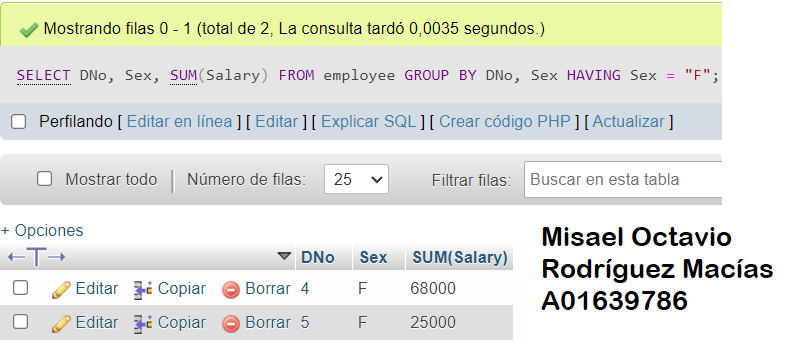 Mostrando filas 0 - 1 (total de 2, La consulta tardó 0,0035 segundos.)
SELECT DNo, Sex, SUM(Salary) FROM employee GROUP BY DNo, Sex HAVING Sex = "F";
Perfilando [ Editar en línea ] [ Editar ] [ Explicar SQL ] [ Crear código PHP ] [ Actualizar ]
Mostrar todo Número de filas: 25 Filtrar filas: Buscar en esta tabla
+ Opciones
DNo Sex SUM(Salary)
Editar Copiar Borrar 4 F 68000
Editar Copiar Borrar 5 F 25000
Misael Octavio
Rodríguez Macías
A01639786